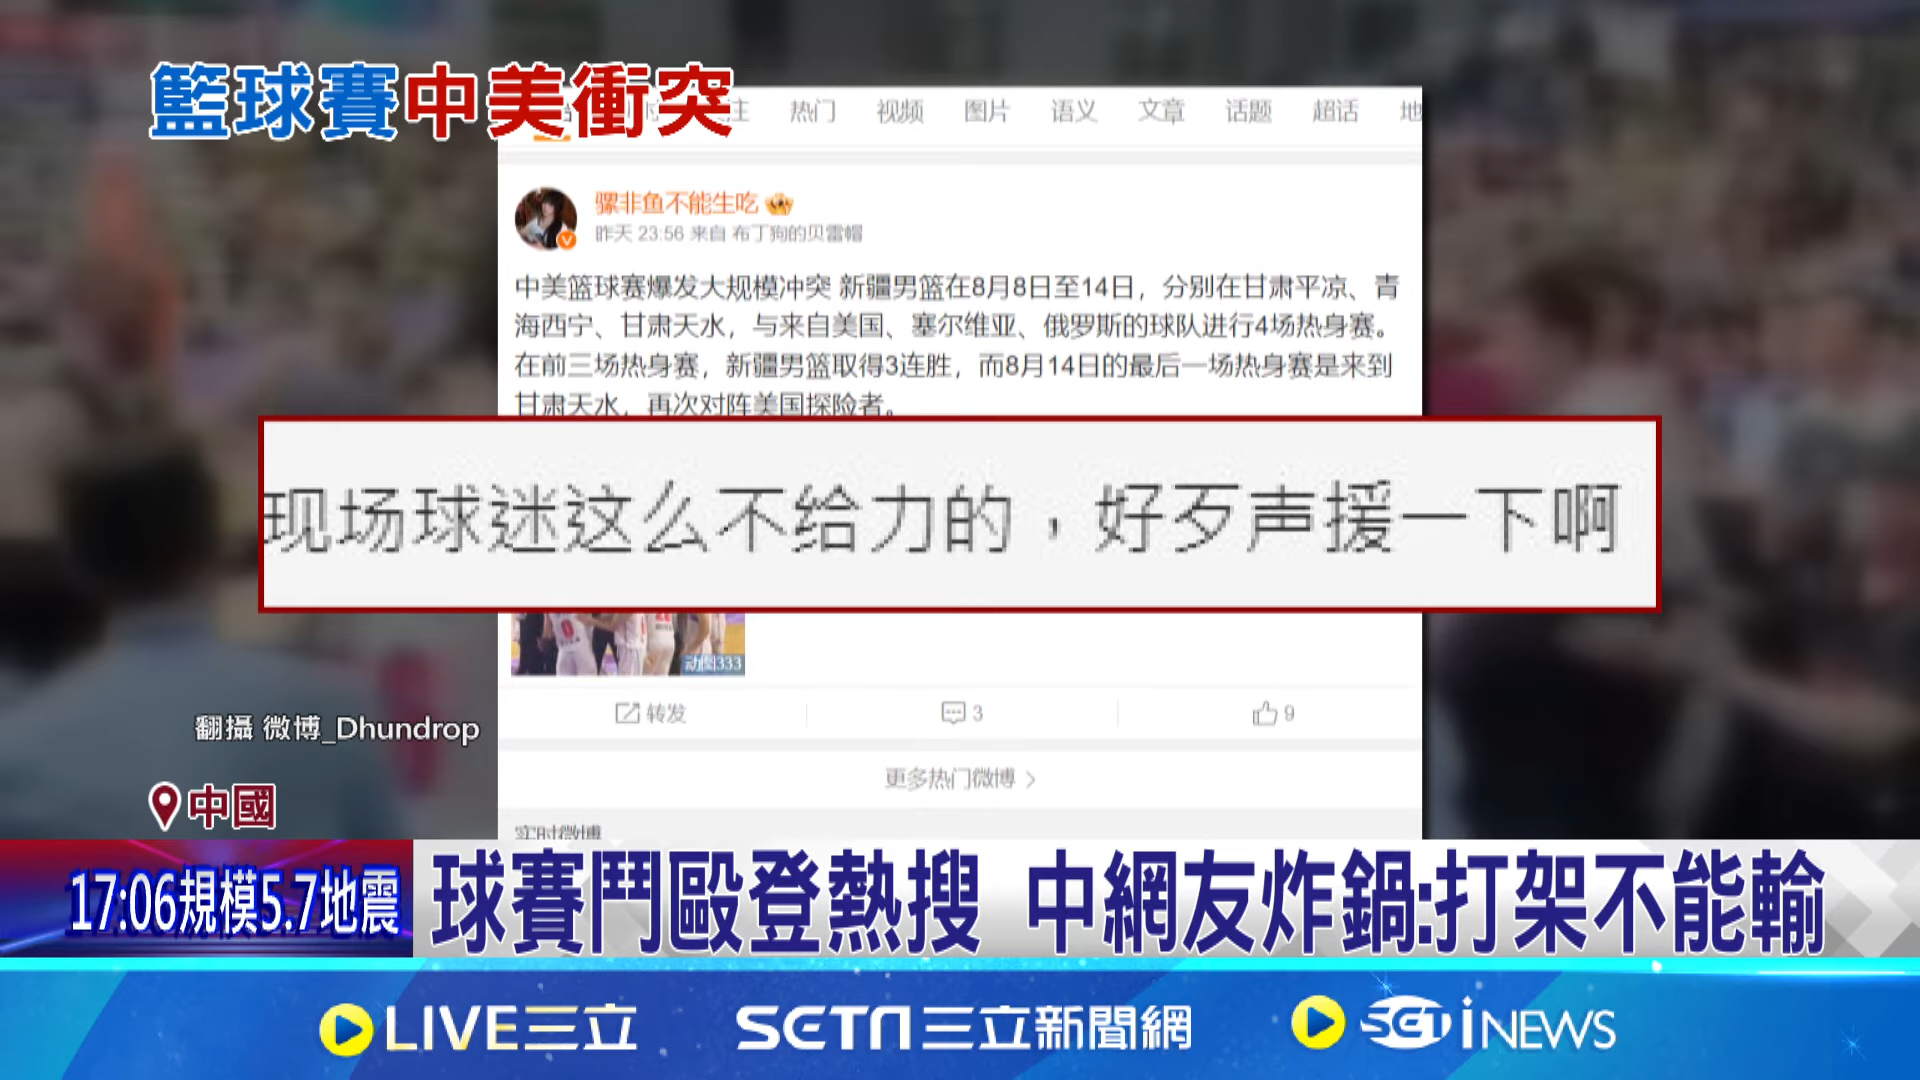 籃球賽中美衝突
注 热门 视频 图片 语义 文章 话题 超话 地
骡非鱼不能生吃
昨天 23:56 来自 布丁狗的贝雷帽
中美篮球赛爆发大规模冲突 新疆男篮在8月8日至14日，分别在甘肃平凉、青
海西宁、甘肃天水，与来自美国、塞尔维亚、俄罗斯的球队进行4场热身赛。
在前三场热身赛，新疆男篮取得3连胜，而8月14日的最后一场热身赛是来到
甘肃天水，再次对阵美国探险者。
现场球迷这么不给力的，好歹声援一下啊
动图333
转发 3 9
翻攝 微博_Dhundrop
更多热门微博 >
中國
实时微博
17:06規模5.7地震
球賽鬥毆登熱搜 中網友炸鍋:打架不能輸
LIVE三立 SETN三立新聞網 SETiNEWS